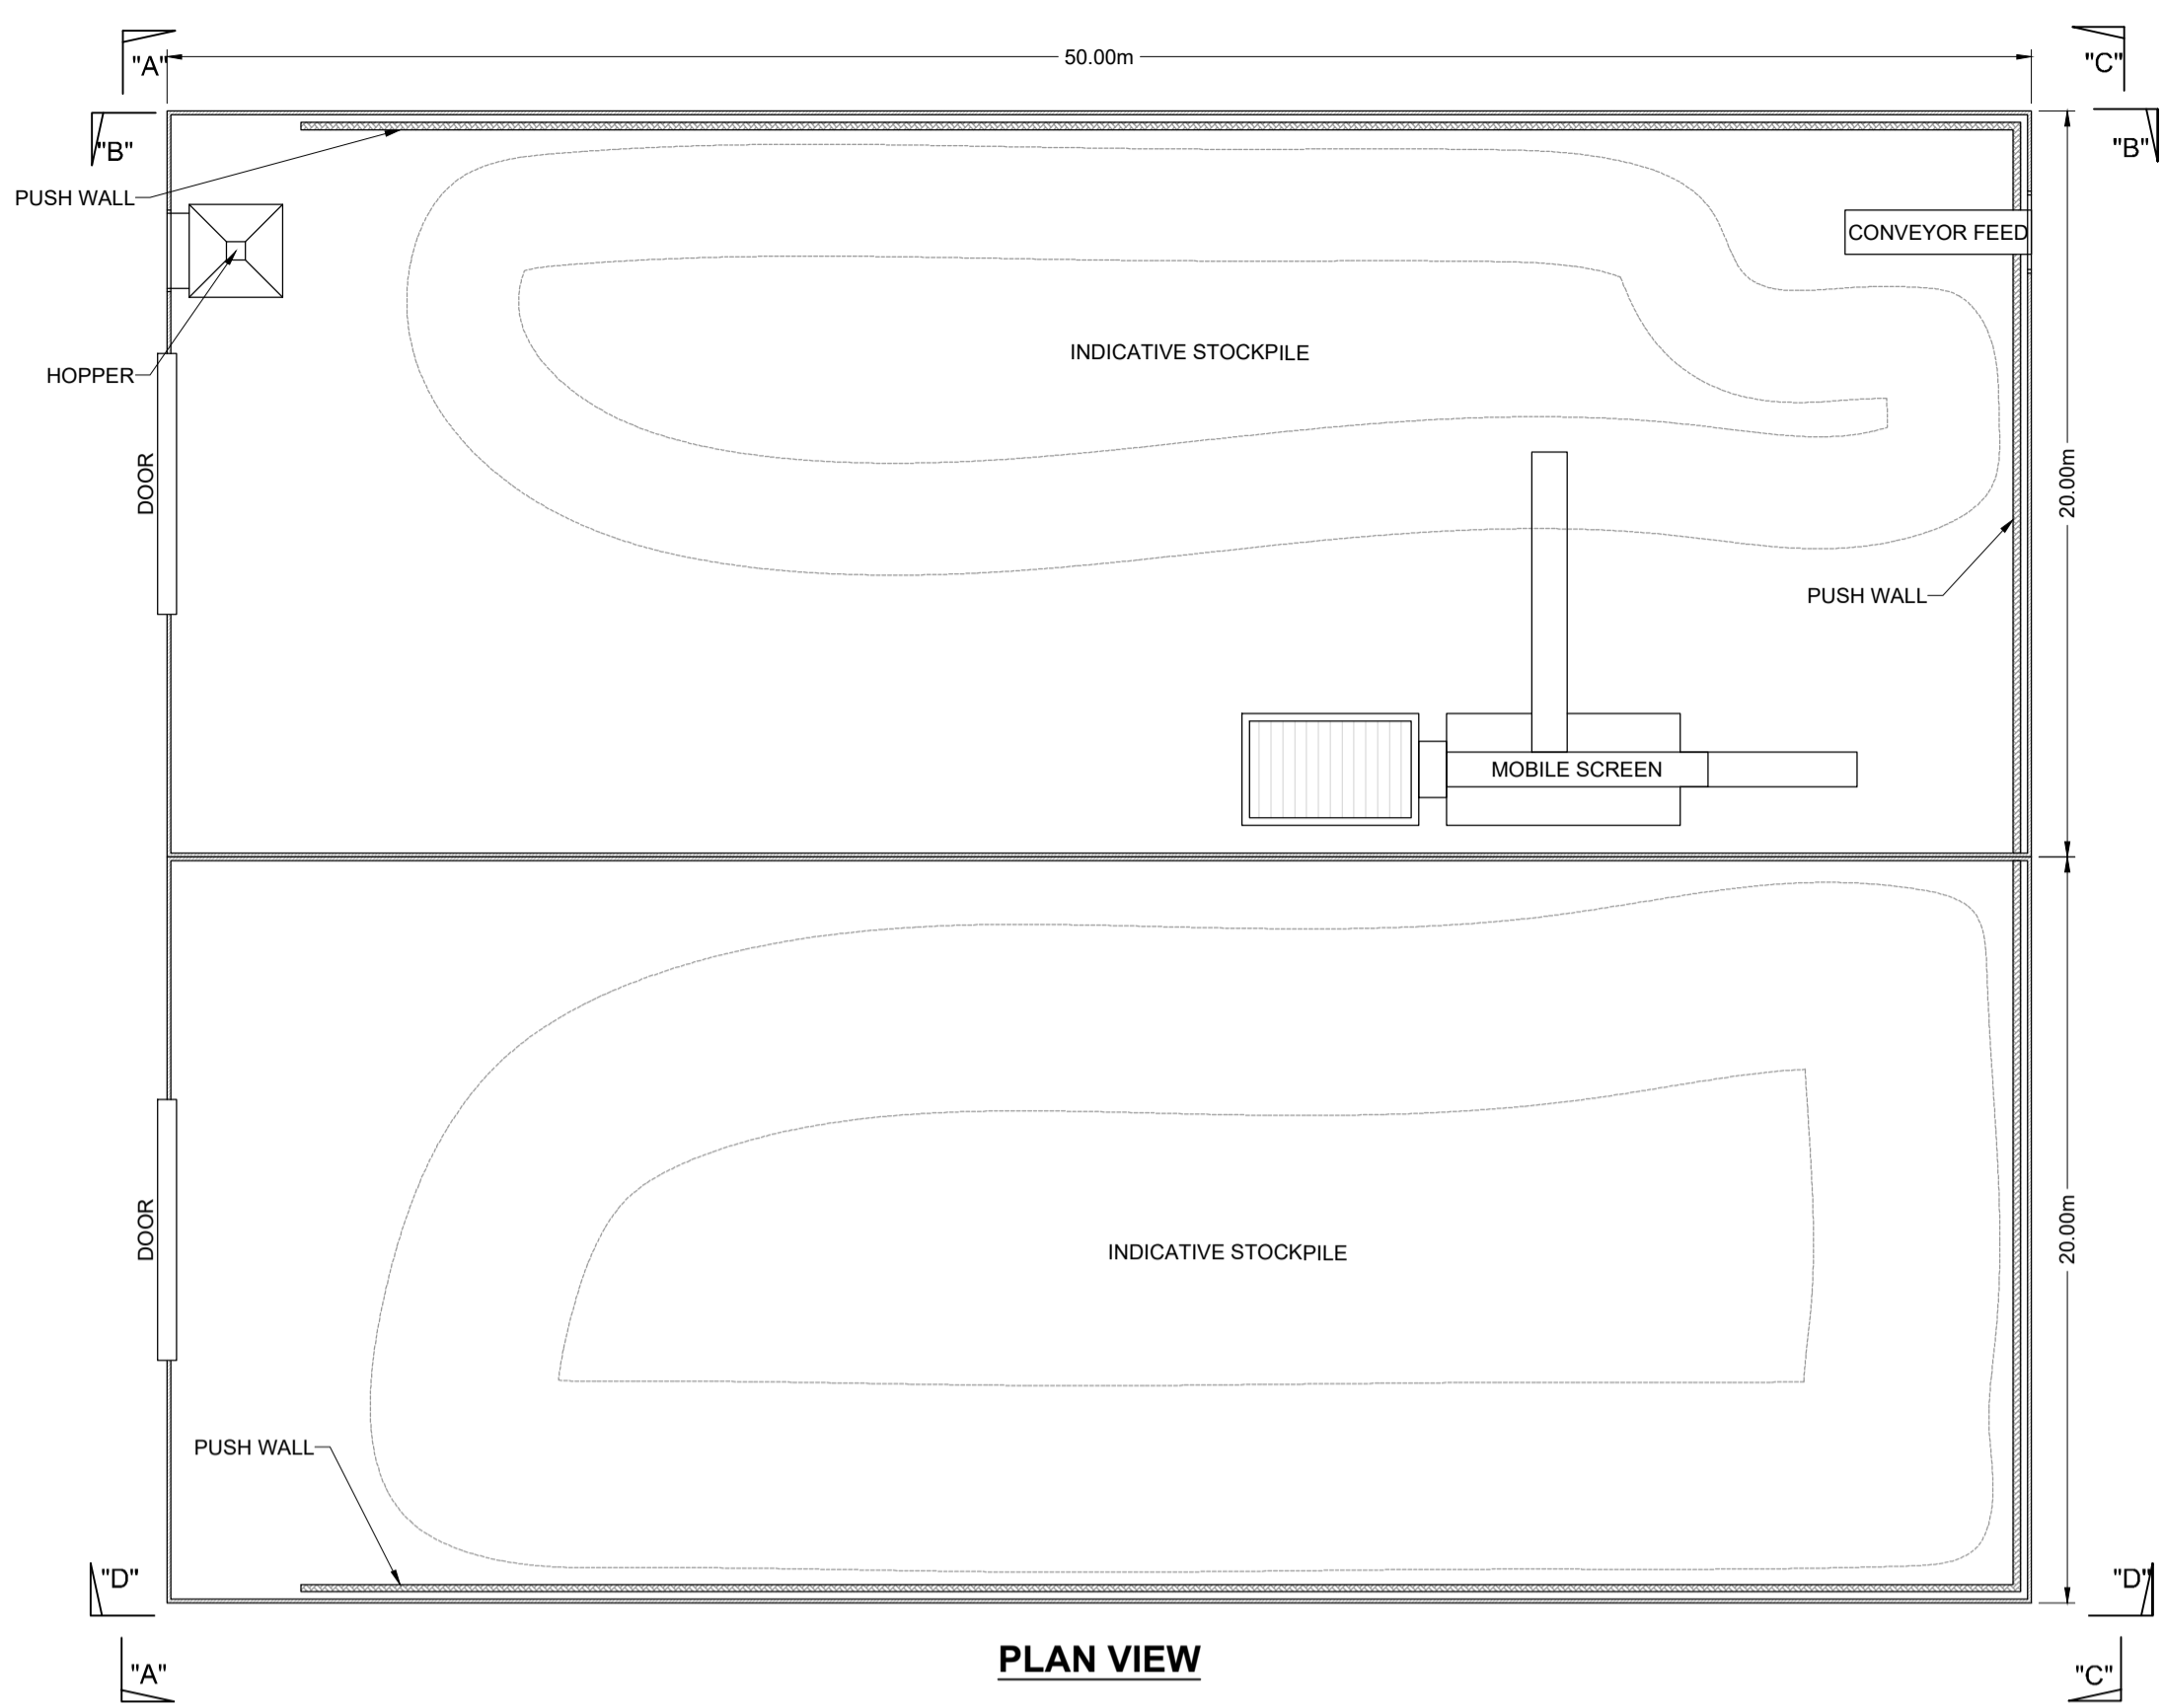 "A"
50.00m
"C"
"B"
"B"
PUSH WALL
CONVEYOR FEED
INDICATIVE STOCKPILE
HOPPER
DOOR
20.00m
PUSH WALL
MOBILE SCREEN
DOOR
INDICATIVE STOCKPILE
20.00m
PUSH WALL
"D"
"D"
PLAN VIEW
"A"
"C"